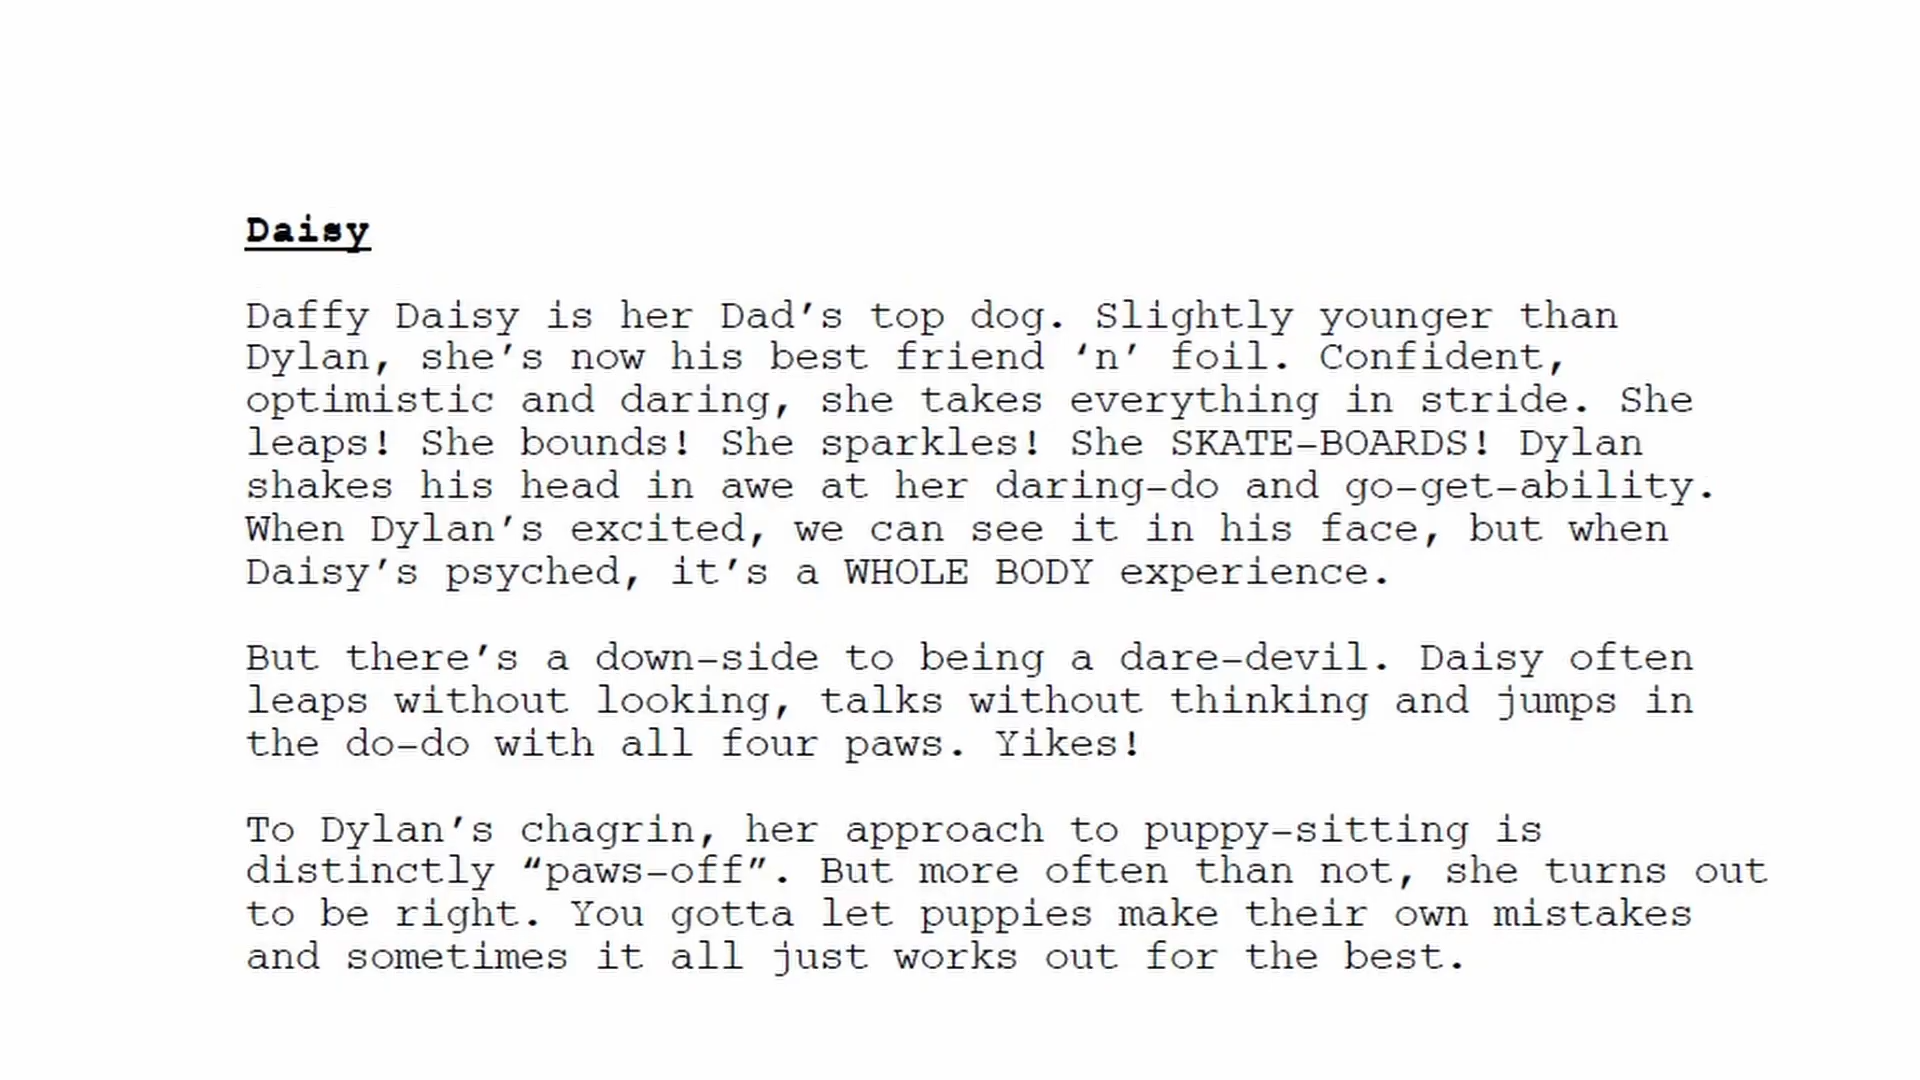 Daisy
Daffy Daisy is her Dad’s top dog. Slightly younger than
Dylan, she’s now his best friend ‘n’ foil. Confident,
optimistic and daring, she takes everything in stride. She
leaps! She bounds! She sparkles! She SKATE-BOARDS! Dylan
shakes his head in awe at her daring-do and go-get-ability.
When Dylan’s excited, we can see it in his face, but when
Daisy’s psyched, it’s a WHOLE BODY experience.
But there’s a down-side to being a dare-devil. Daisy often
leaps without looking, talks without thinking and jumps in
the do-do with all four paws. Yikes!
To Dylan’s chagrin, her approach to puppy-sitting is
distinctly “paws-off”. But more often than not, she turns out
to be right. You gotta let puppies make their own mistakes
and sometimes it all just works out for the best.